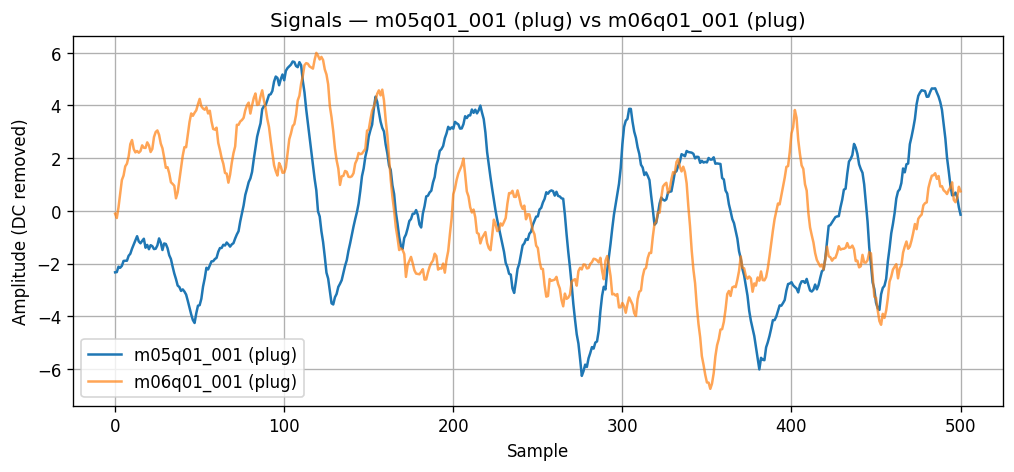 Signals — m05q01_001 (plug) vs m06q01_001 (plug)
Amplitude (DC removed)
6
4
2
0
−2
−4
−6
m05q01_001 (plug)
m06q01_001 (plug)
0 100 200 300 400 500
Sample